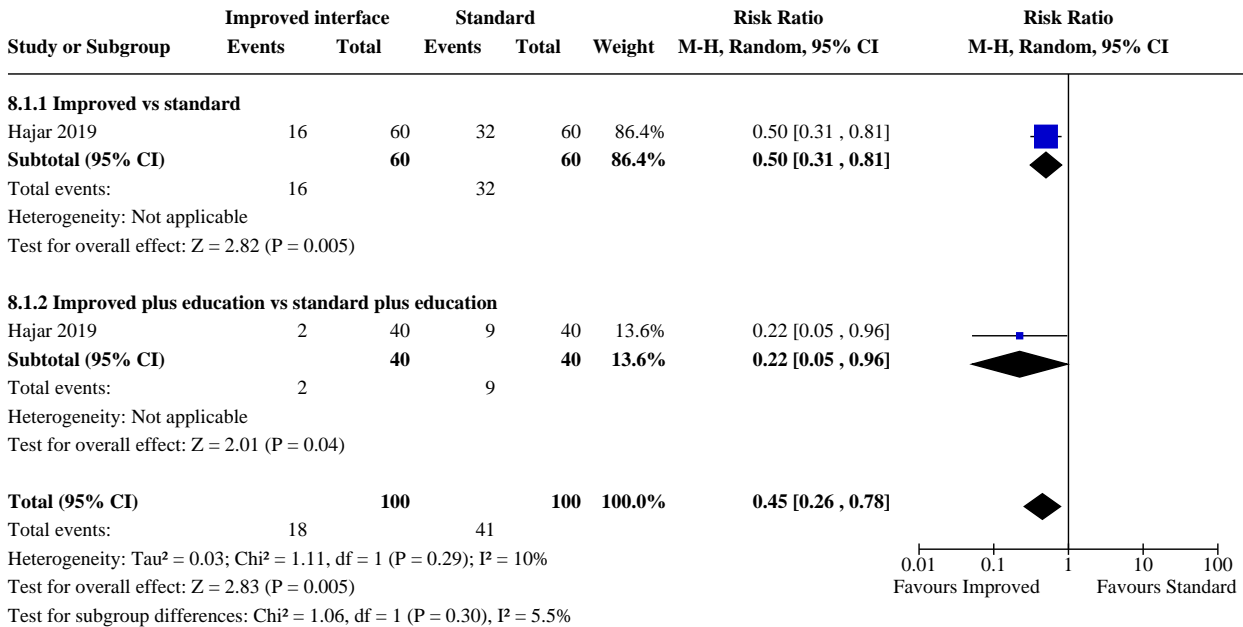 Improved interface Standard Risk Ratio Risk Ratio
Study or Subgroup Events Total Events Total Weight M-H, Random, 95% CI M-H, Random, 95% CI
8.1.1 Improved vs standard
Hajar 2019 16 60 32 60 86.4% 0.50 [0.31 , 0.81]
Subtotal (95% CI) 60 60 86.4% 0.50 [0.31 , 0.81]
Total events: 16 32
Heterogeneity: Not applicable
Test for overall effect: Z = 2.82 (P = 0.005)
8.1.2 Improved plus education vs standard plus education
Hajar 2019 2 40 9 40 13.6% 0.22 [0.05 , 0.96]
Subtotal (95% CI) 40 40 13.6% 0.22 [0.05 , 0.96]
Total events: 2 9
Heterogeneity: Not applicable
Test for overall effect: Z = 2.01 (P = 0.04)
Total (95% CI) 100 100 100.0% 0.45 [0.26 , 0.78]
Total events: 18 41
Heterogeneity: Tau² = 0.03; Chi² = 1.11, df = 1 (P = 0.29); I² = 10%
0.01 0.1 1 10 100
Test for overall effect: Z = 2.83 (P = 0.005)
Favours Improved Favours Standard
Test for subgroup differences: Chi² = 1.06, df = 1 (P = 0.30), I² = 5.5%